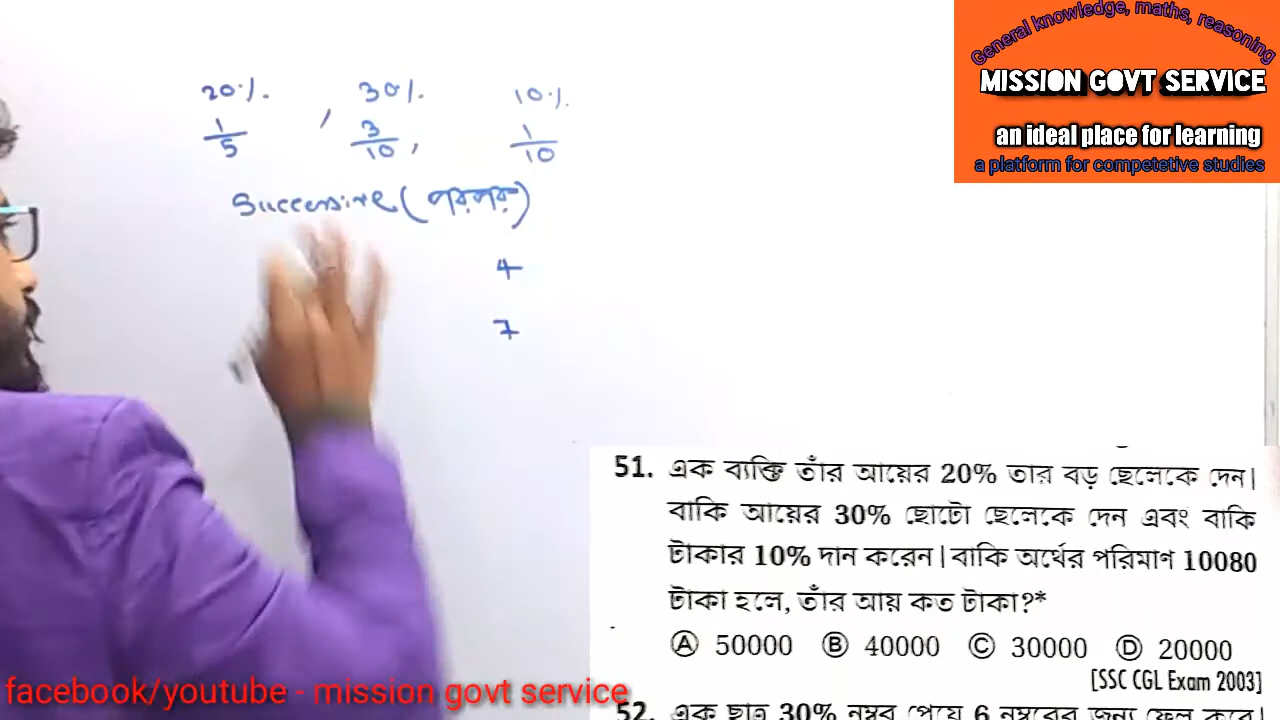 General knowledge, maths, reasoning
MISSION GOVT SERVICE
an ideal place for learning
a platform for competetive studies
20%. , 30%. 10%.
1/5 3/10, 1/10
Successive (পরপর)
4
7
51. এক ব্যক্তি তাঁর আয়ের 20% তার বড় ছেলেকে দেন।
বাকি আয়ের 30% ছোটো ছেলেকে দেন এবং বাকি
টাকার 10% দান করেন। বাকি অর্থের পরিমাণ 10080
টাকা হলে, তাঁর আয় কত টাকা?*
Ⓐ 50000 Ⓑ 40000 Ⓒ 30000 Ⓓ 20000
[SSC CGL Exam 2003]
52. এক ছাত্র 30% নম্বর পেয়ে 6 নম্বরের জন্য ফেল করে।
facebook/youtube - mission govt service